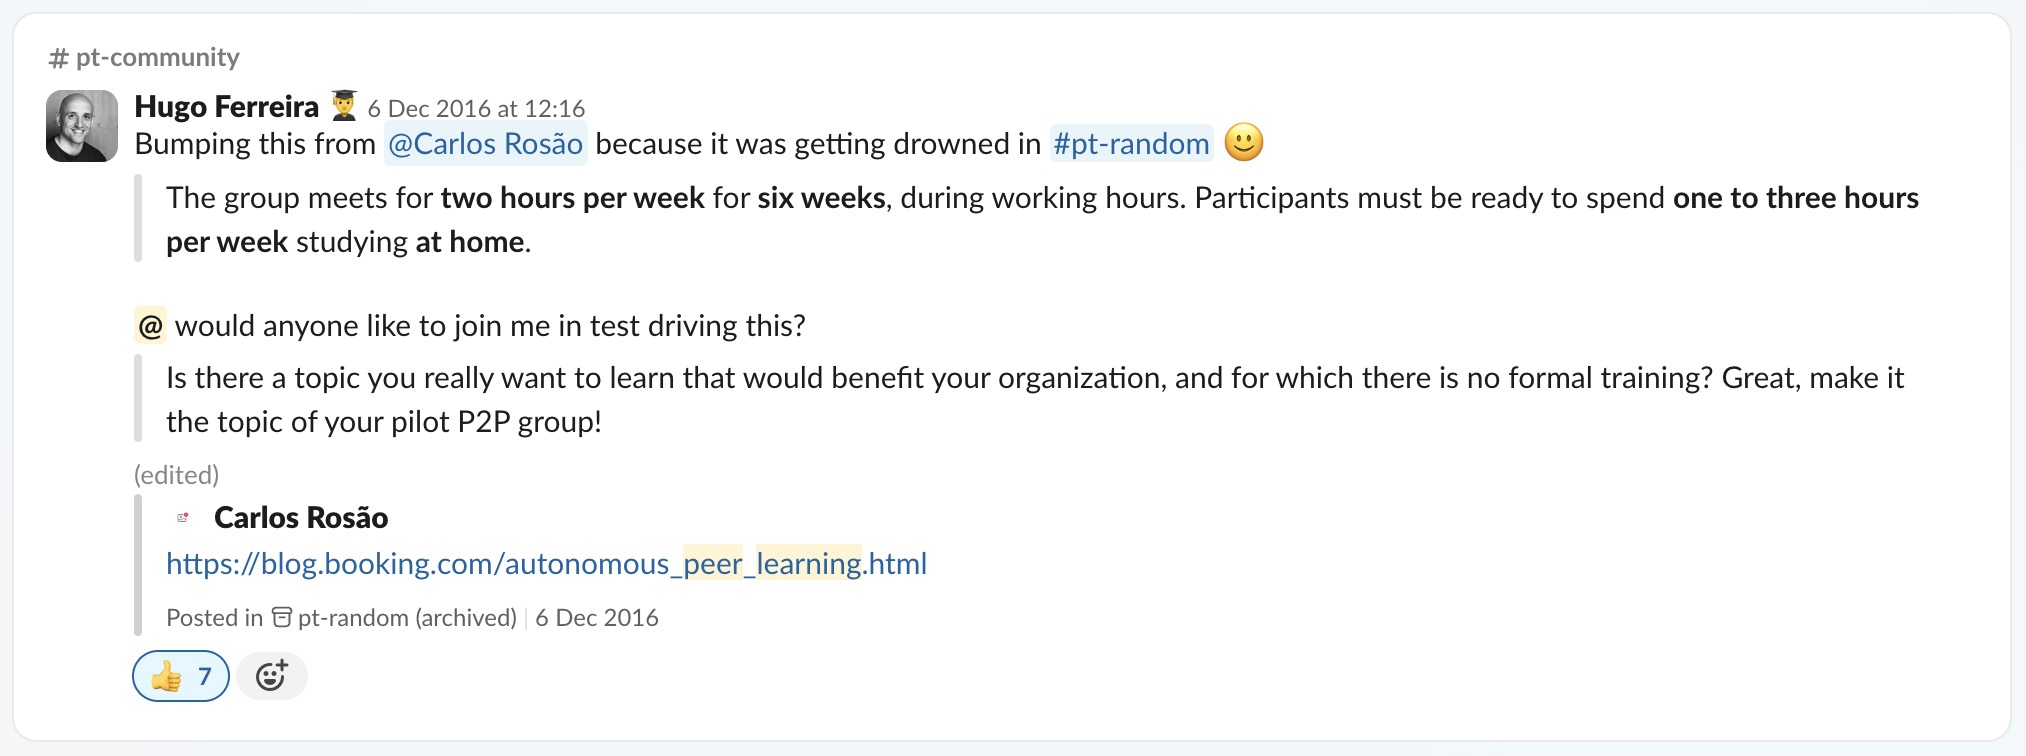 # pt-community
Hugo Ferreira 👨‍🎓 6 Dec 2016 at 12:16
Bumping this from @Carlos Rosão because it was getting drowned in #pt-random 🙂
The group meets for two hours per week for six weeks, during working hours. Participants must be ready to spend one to three hours
per week studying at home.
@ would anyone like to join me in test driving this?
Is there a topic you really want to learn that would benefit your organization, and for which there is no formal training? Great, make it
the topic of your pilot P2P group!
(edited)
Carlos Rosão
https://blog.booking.com/autonomous_peer_learning.html
Posted in pt-random (archived) | 6 Dec 2016
👍 7